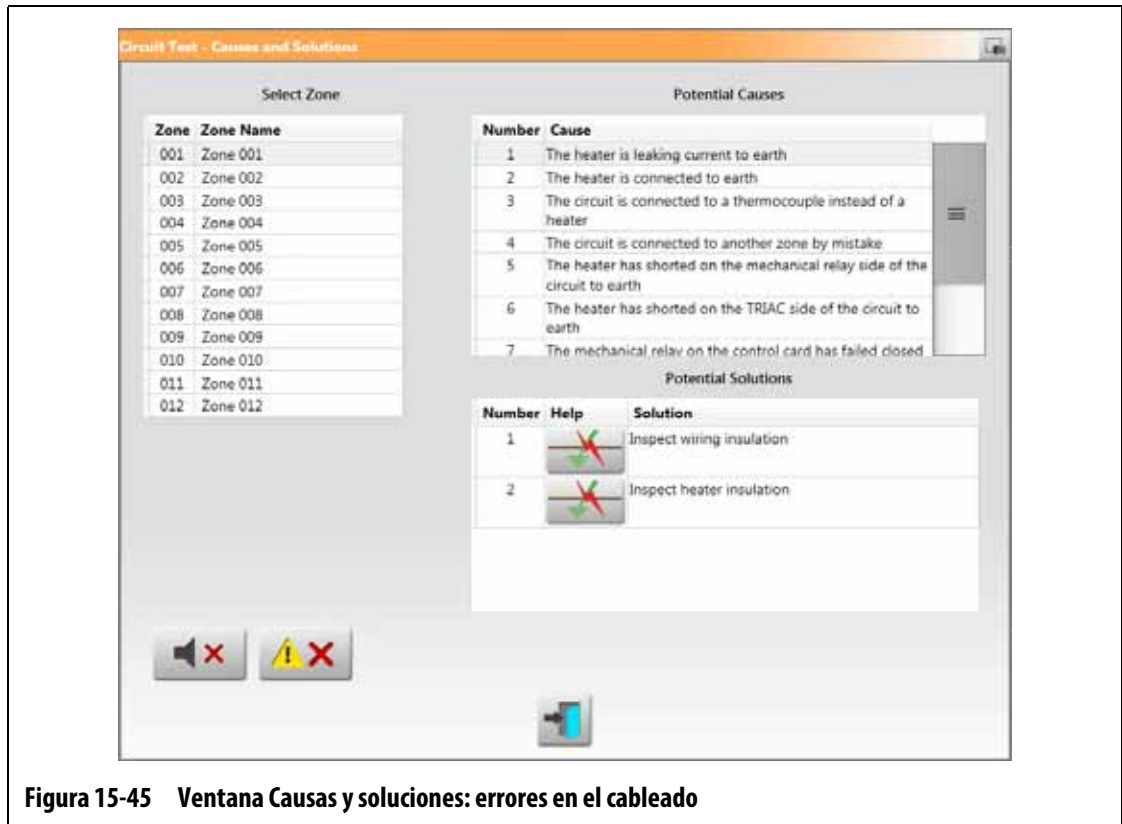 Circuit Test - Causes and Solutions
Select Zone
Zone Zone Name
001 Zone 001
002 Zone 002
003 Zone 003
004 Zone 004
005 Zone 005
006 Zone 006
007 Zone 007
008 Zone 008
009 Zone 009
010 Zone 010
011 Zone 011
012 Zone 012
Potential Causes
Number Cause
1 The heater is leaking current to earth
2 The heater is connected to earth
3 The circuit is connected to a thermocouple instead of a
heater
4 The circuit is connected to another zone by mistake
5 The heater has shorted on the mechanical relay side of the
circuit to earth
6 The heater has shorted on the TRIAC side of the circuit to
earth
7 The mechanical relay on the control card has failed closed
Potential Solutions
Number Help Solution
1 Inspect wiring insulation
2 Inspect heater insulation
Figura 15-45 Ventana Causas y soluciones: errores en el cableado